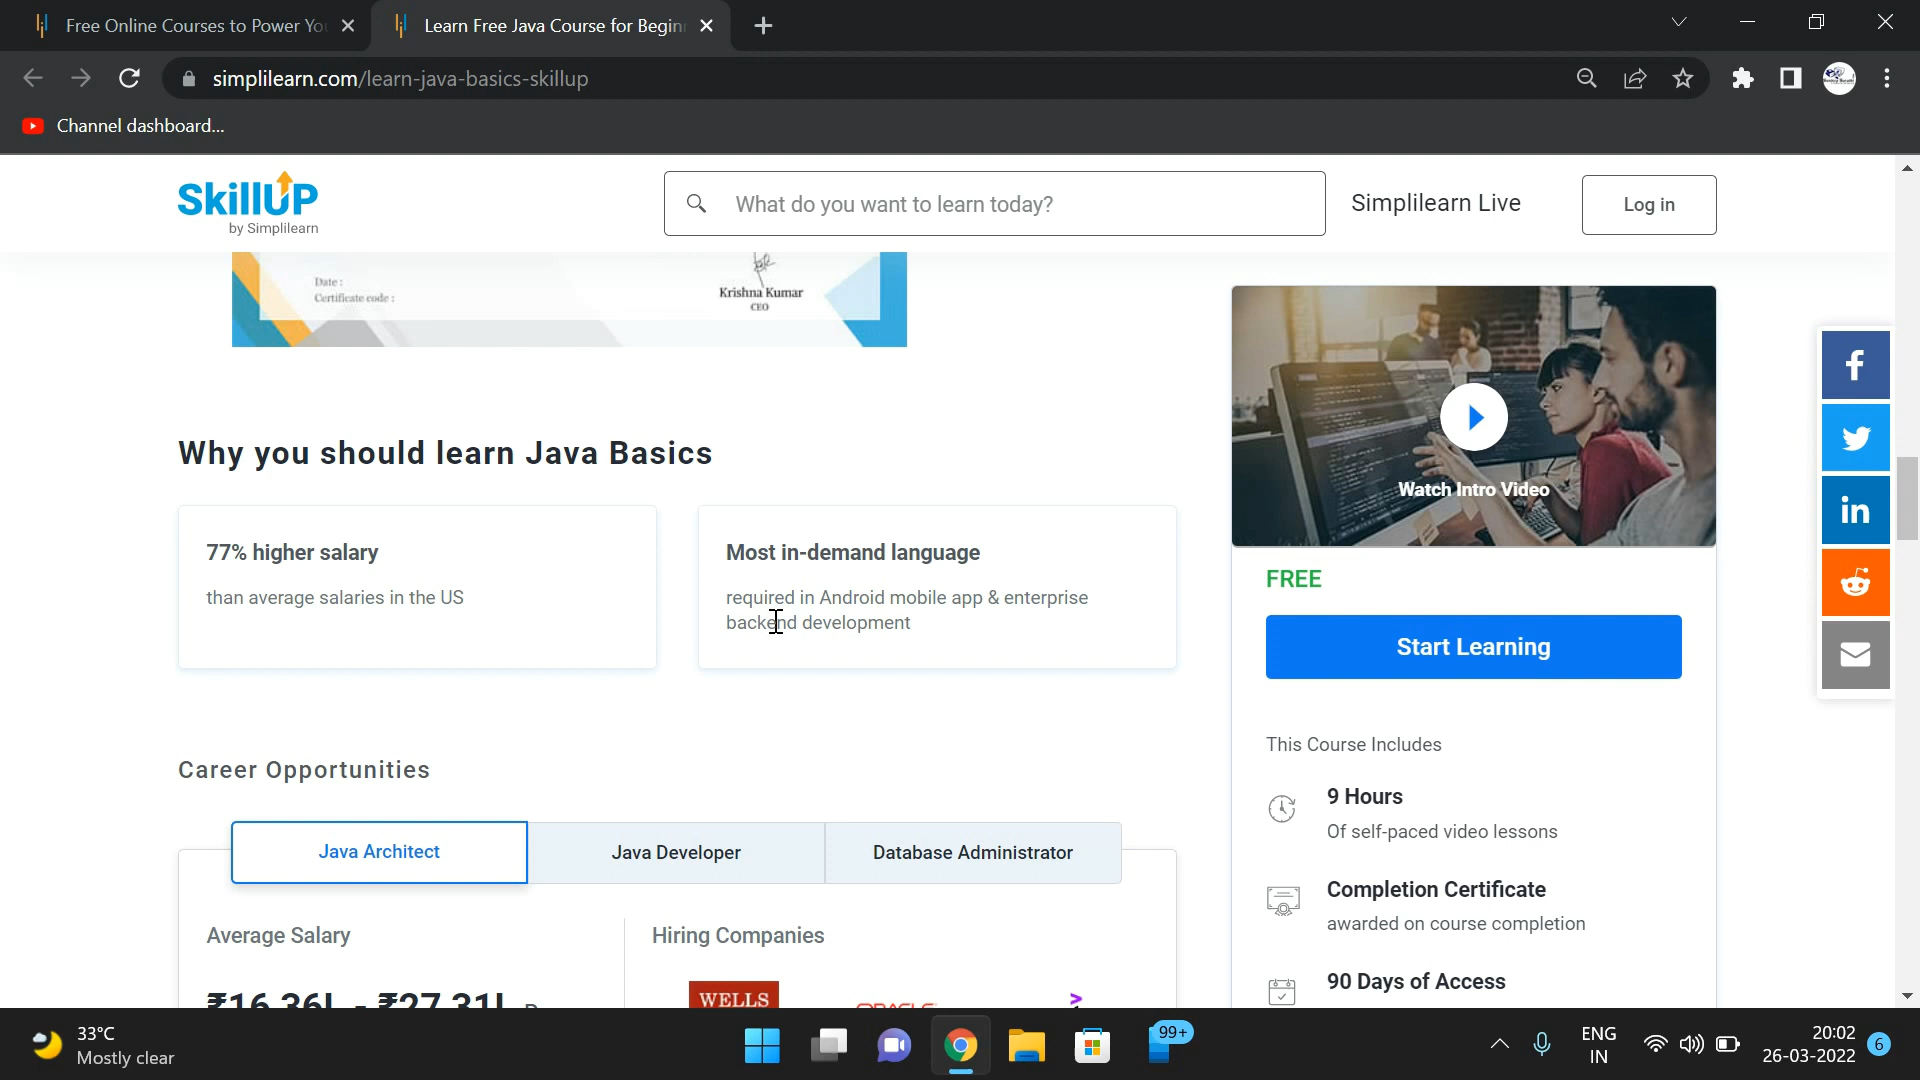 Free Online Courses to Power Yo
Learn Free Java Course for Begin
simplilearn.com/learn-java-basics-skillup
Channel dashboard...
SkillUP
by Simplilearn
What do you want to learn today?
Simplilearn Live
Log in
Date :
Certificate code :
Krishna Kumar
CEO
Why you should learn Java Basics
77% higher salary
than average salaries in the US
Most in-demand language
required in Android mobile app & enterprise
backend development
Watch Intro Video
FREE
Start Learning
This Course Includes
9 Hours
Of self-paced video lessons
Completion Certificate
awarded on course completion
90 Days of Access
Career Opportunities
Java Architect
Java Developer
Database Administrator
Average Salary
Hiring Companies
₹16.36L - ₹27.31L
WELLS
ORACLE
33°C
Mostly clear
99+
ENG
IN
20:02
26-03-2022
6